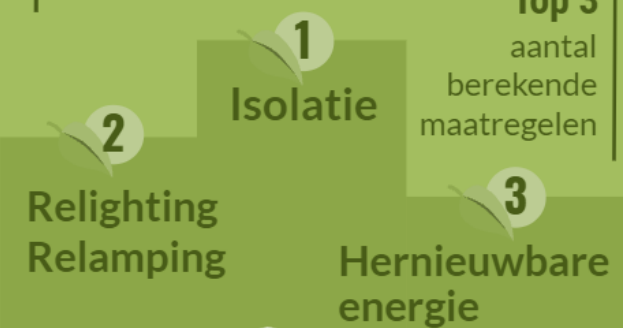 Top 3
aantal
berekende
maatregelen
1
Isolatie
2
Relighting
Relamping
3
Hernieuwbare
energie